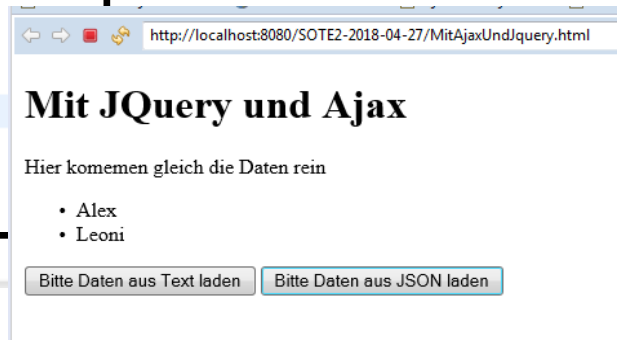 http://localhost:8080/SOTE2-2018-04-27/MitAjaxUndJquery.html
Mit JQuery und Ajax
Hier komemen gleich die Daten rein
• Alex
• Leoni
Bitte Daten aus Text laden Bitte Daten aus JSON laden